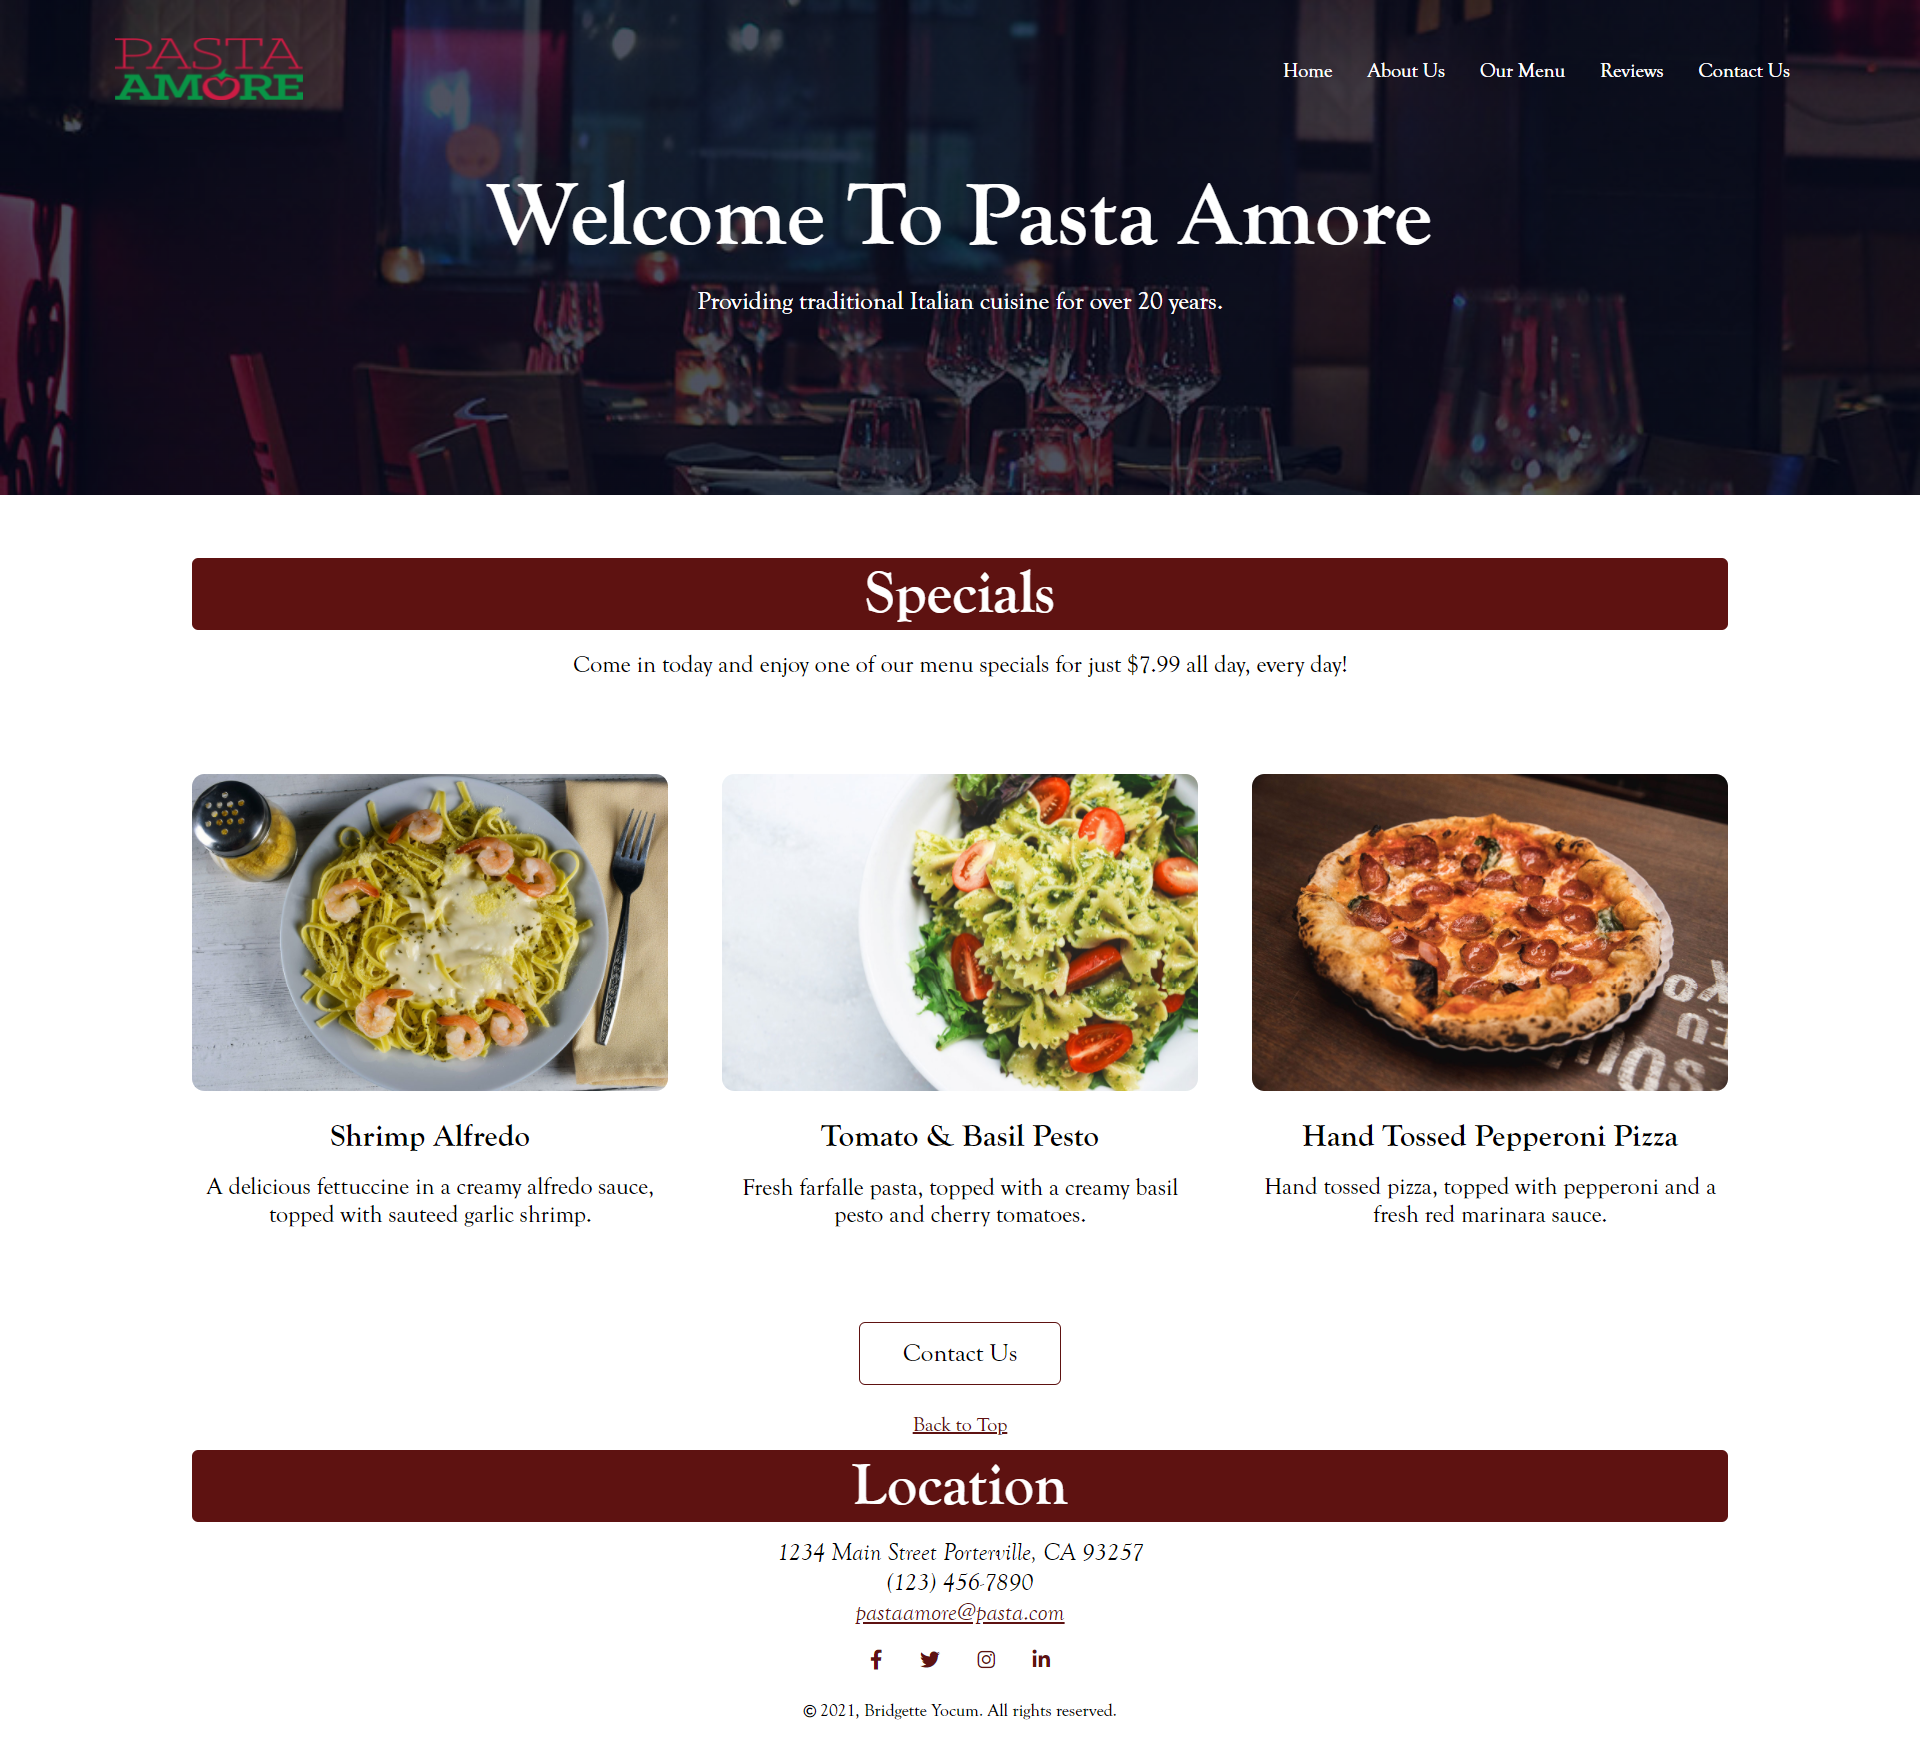 PASTA
AMORE
Home About Us Our Menu Reviews Contact Us
Welcome To Pasta Amore
Providing traditional Italian cuisine for over 20 years.
Specials
Come in today and enjoy one of our menu specials for just $7.99 all day, every day!
Shrimp Alfredo
A delicious fettuccine in a creamy alfredo sauce,
topped with sauteed garlic shrimp.
Tomato & Basil Pesto
Fresh farfalle pasta, topped with a creamy basil
pesto and cherry tomatoes.
Hand Tossed Pepperoni Pizza
Hand tossed pizza, topped with pepperoni and a
fresh red marinara sauce.
Contact Us
Back to Top
Location
1234 Main Street Porterville, CA 93257
(123) 456-7890
pastaamore@pasta.com
© 2021, Bridgette Yocum. All rights reserved.